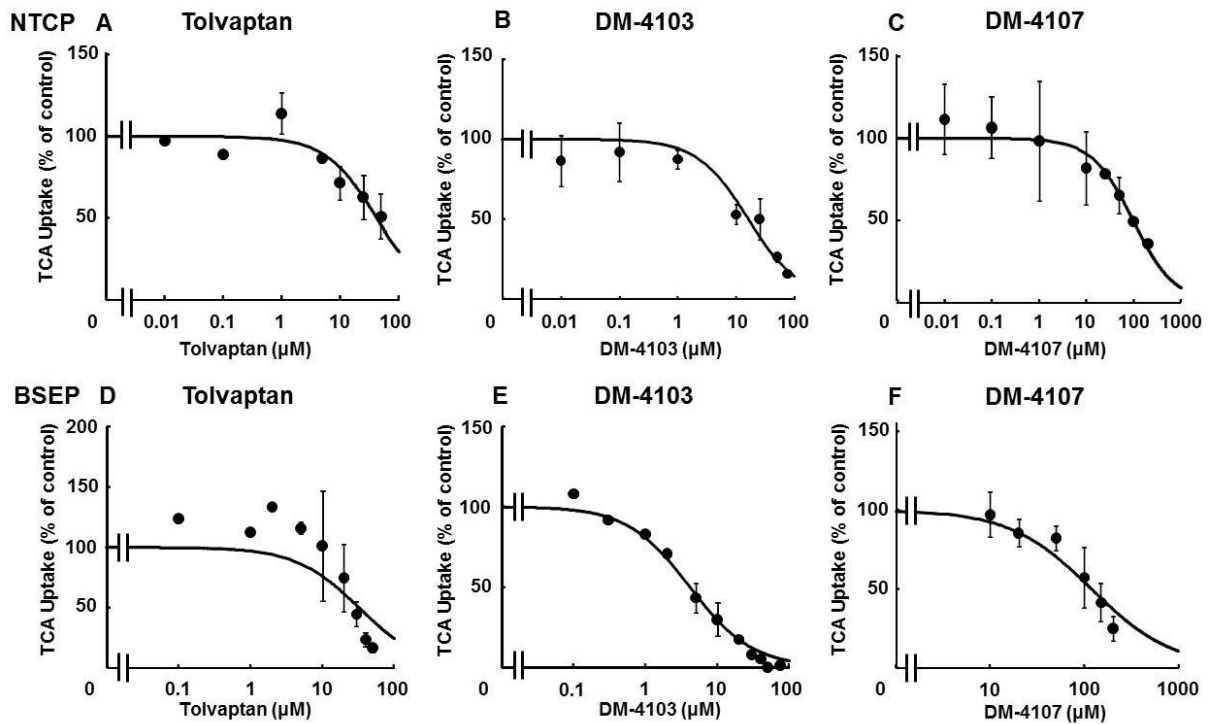 NTCP A Tolvaptan
B DM-4103
C DM-4107
TCA Uptake (% of control)
150
100
50
0 0.01 0.1 1 10 100
Tolvaptan (µM)
TCA Uptake (% of control)
150
100
50
0 0.01 0.1 1 10 100
DM-4103 (µM)
TCA Uptake (% of control)
150
100
50
0 0.01 0.1 1 10 100 1000
DM-4107 (µM)
BSEP D Tolvaptan
E DM-4103
F DM-4107
TCA Uptake (% of control)
200
150
100
50
0 0.1 1 10 100
Tolvaptan (µM)
TCA Uptake (% of control)
150
100
50
0 0.1 1 10 100
DM-4103 (µM)
TCA Uptake (% of control)
150
100
50
0 10 100 1000
DM-4107 (µM)